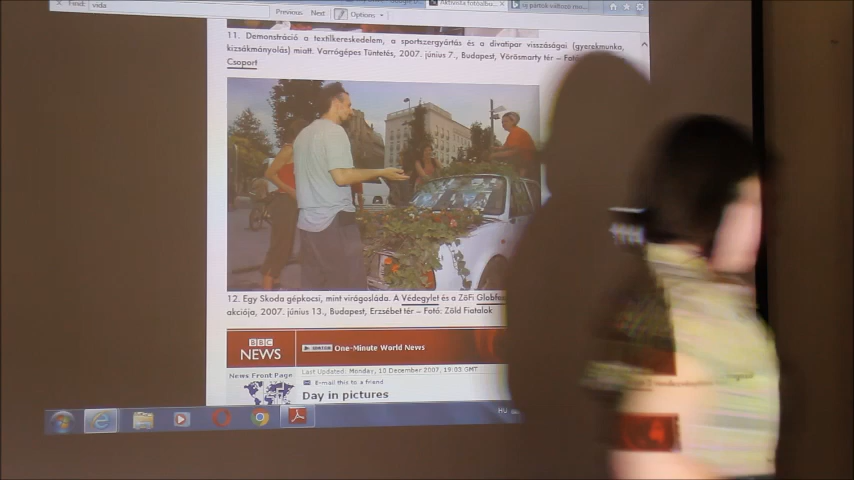 Find: vida
Previous Next Options
Aktivista fotóalbu...
11. Demonstráció a textilkereskedelem, a sportszergyártás és a divatipar visszáságai (gyerekmunka,
kizsákmányolás) miatt. Varrógépes Tüntetés, 2007. június 7., Budapest, Vörösmarty tér –
Csoport
12. Egy Skoda gépkocsi, mint virágosláda. A Védegylet és a ZöFi
akciója, 2007. június 13., Budapest, Erzsébet tér – Fotó: Zöld Fiatalok
BBC
NEWS
One-Minute World News
News Front Page
Last Updated: Monday, 10 December 2007, 19:03 GMT
E-mail this to a friend
Day in pictures
HU